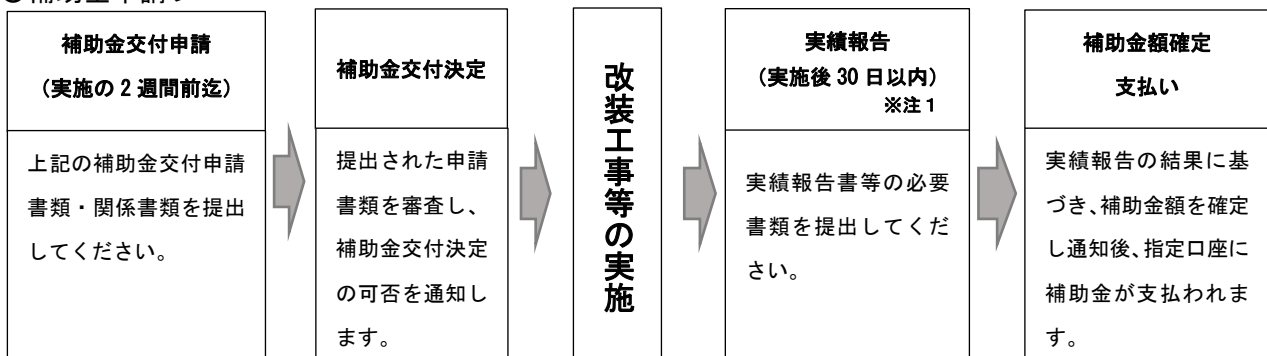 補助金交付申請
(実施の2週間前迄)
上記の補助金交付申請
書類・関係書類を提出
してください。
補助金交付決定
提出された申請
書類を審査し、
補助金交付決定
の可否を通知し
ます。
改装工事等の実施
実績報告
(実施後30日以内)
※注1
実績報告書等の必要
書類を提出してくだ
さい。
補助金額確定
支払い
実績報告の結果に基
づき、補助金額を確定
し通知後、指定口座に
補助金が支払われま
す。